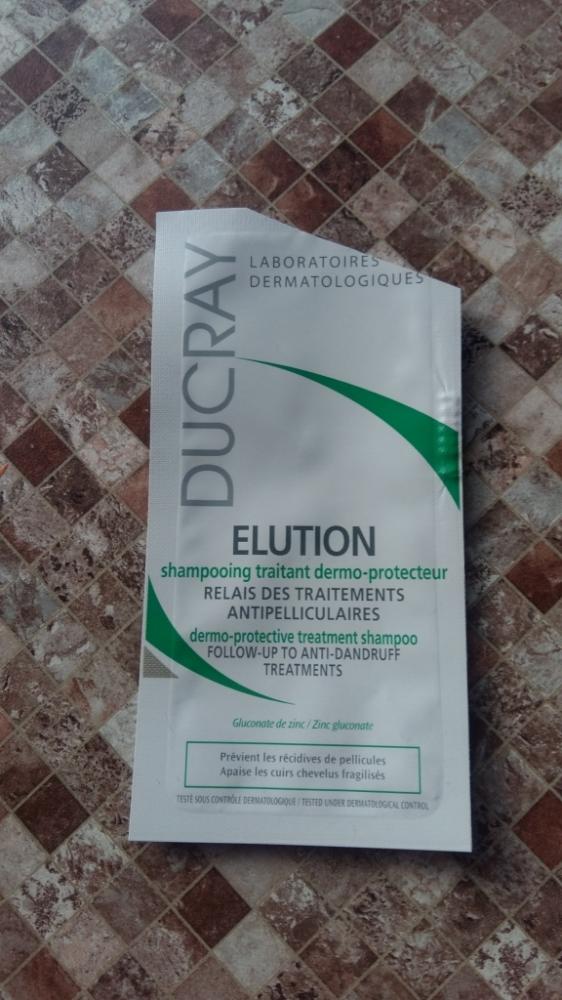 LABORATOIRES
DERMATOLOGIQUES
DUCRAY
ELUTION
shampooing traitant dermo-protecteur
RELAIS DES TRAITEMENTS
ANTIPELLICULAIRES
dermo-protective treatment shampoo
FOLLOW-UP TO ANTI-DANDRUFF
TREATMENTS
Gluconate de zinc / Zinc gluconate
Prévient les récidives de pellicules
Apaise les cuirs chevelus fragilisés
TESTÉ SOUS CONTRÔLE DERMATOLOGIQUE / TESTED UNDER DERMATOLOGICAL CONTROL